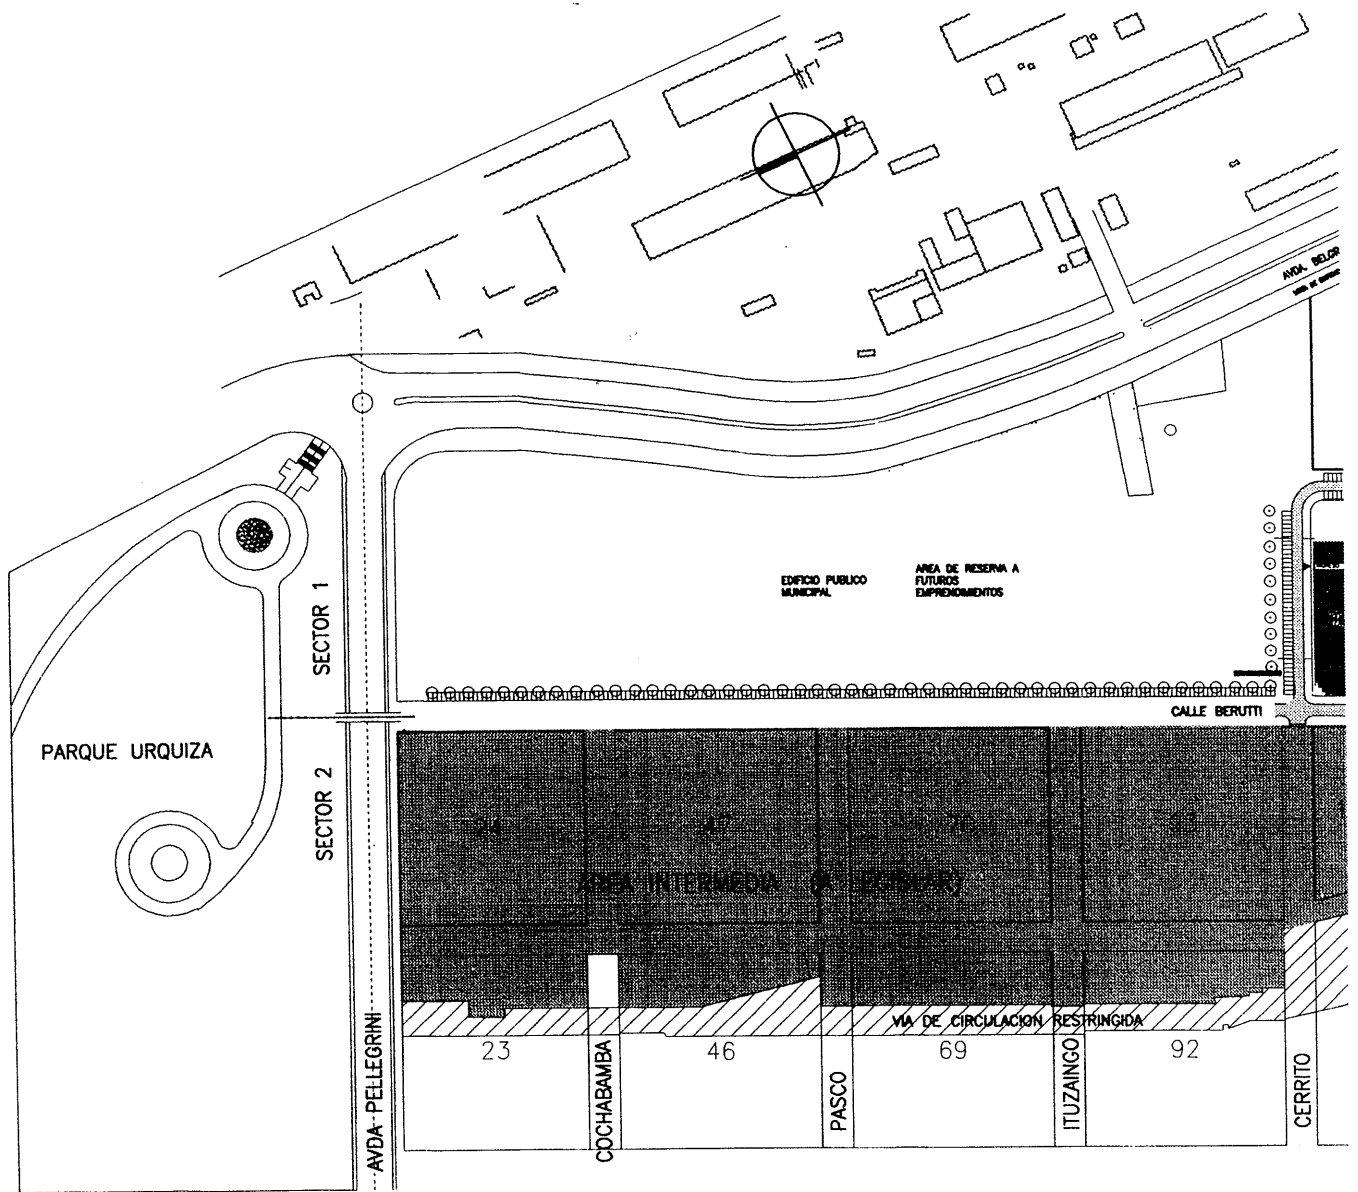 AVDA. BELGR
EDIFICIO PUBLICO
MUNICIPAL
AREA DE RESERVA A
FUTUROS
EMPRENDIMIENTOS
SECTOR 1
CALLE BERUTTI
PARQUE URQUIZA
SECTOR 2
24
47
70
93
AREA INTERMEDIA (A LEGISLAR)
VIA DE CIRCULACION RESTRINGIDA
23
46
69
92
AVDA PELLEGRINI
COCHABAMBA
PASCO
ITUZAINGO
CERRITO